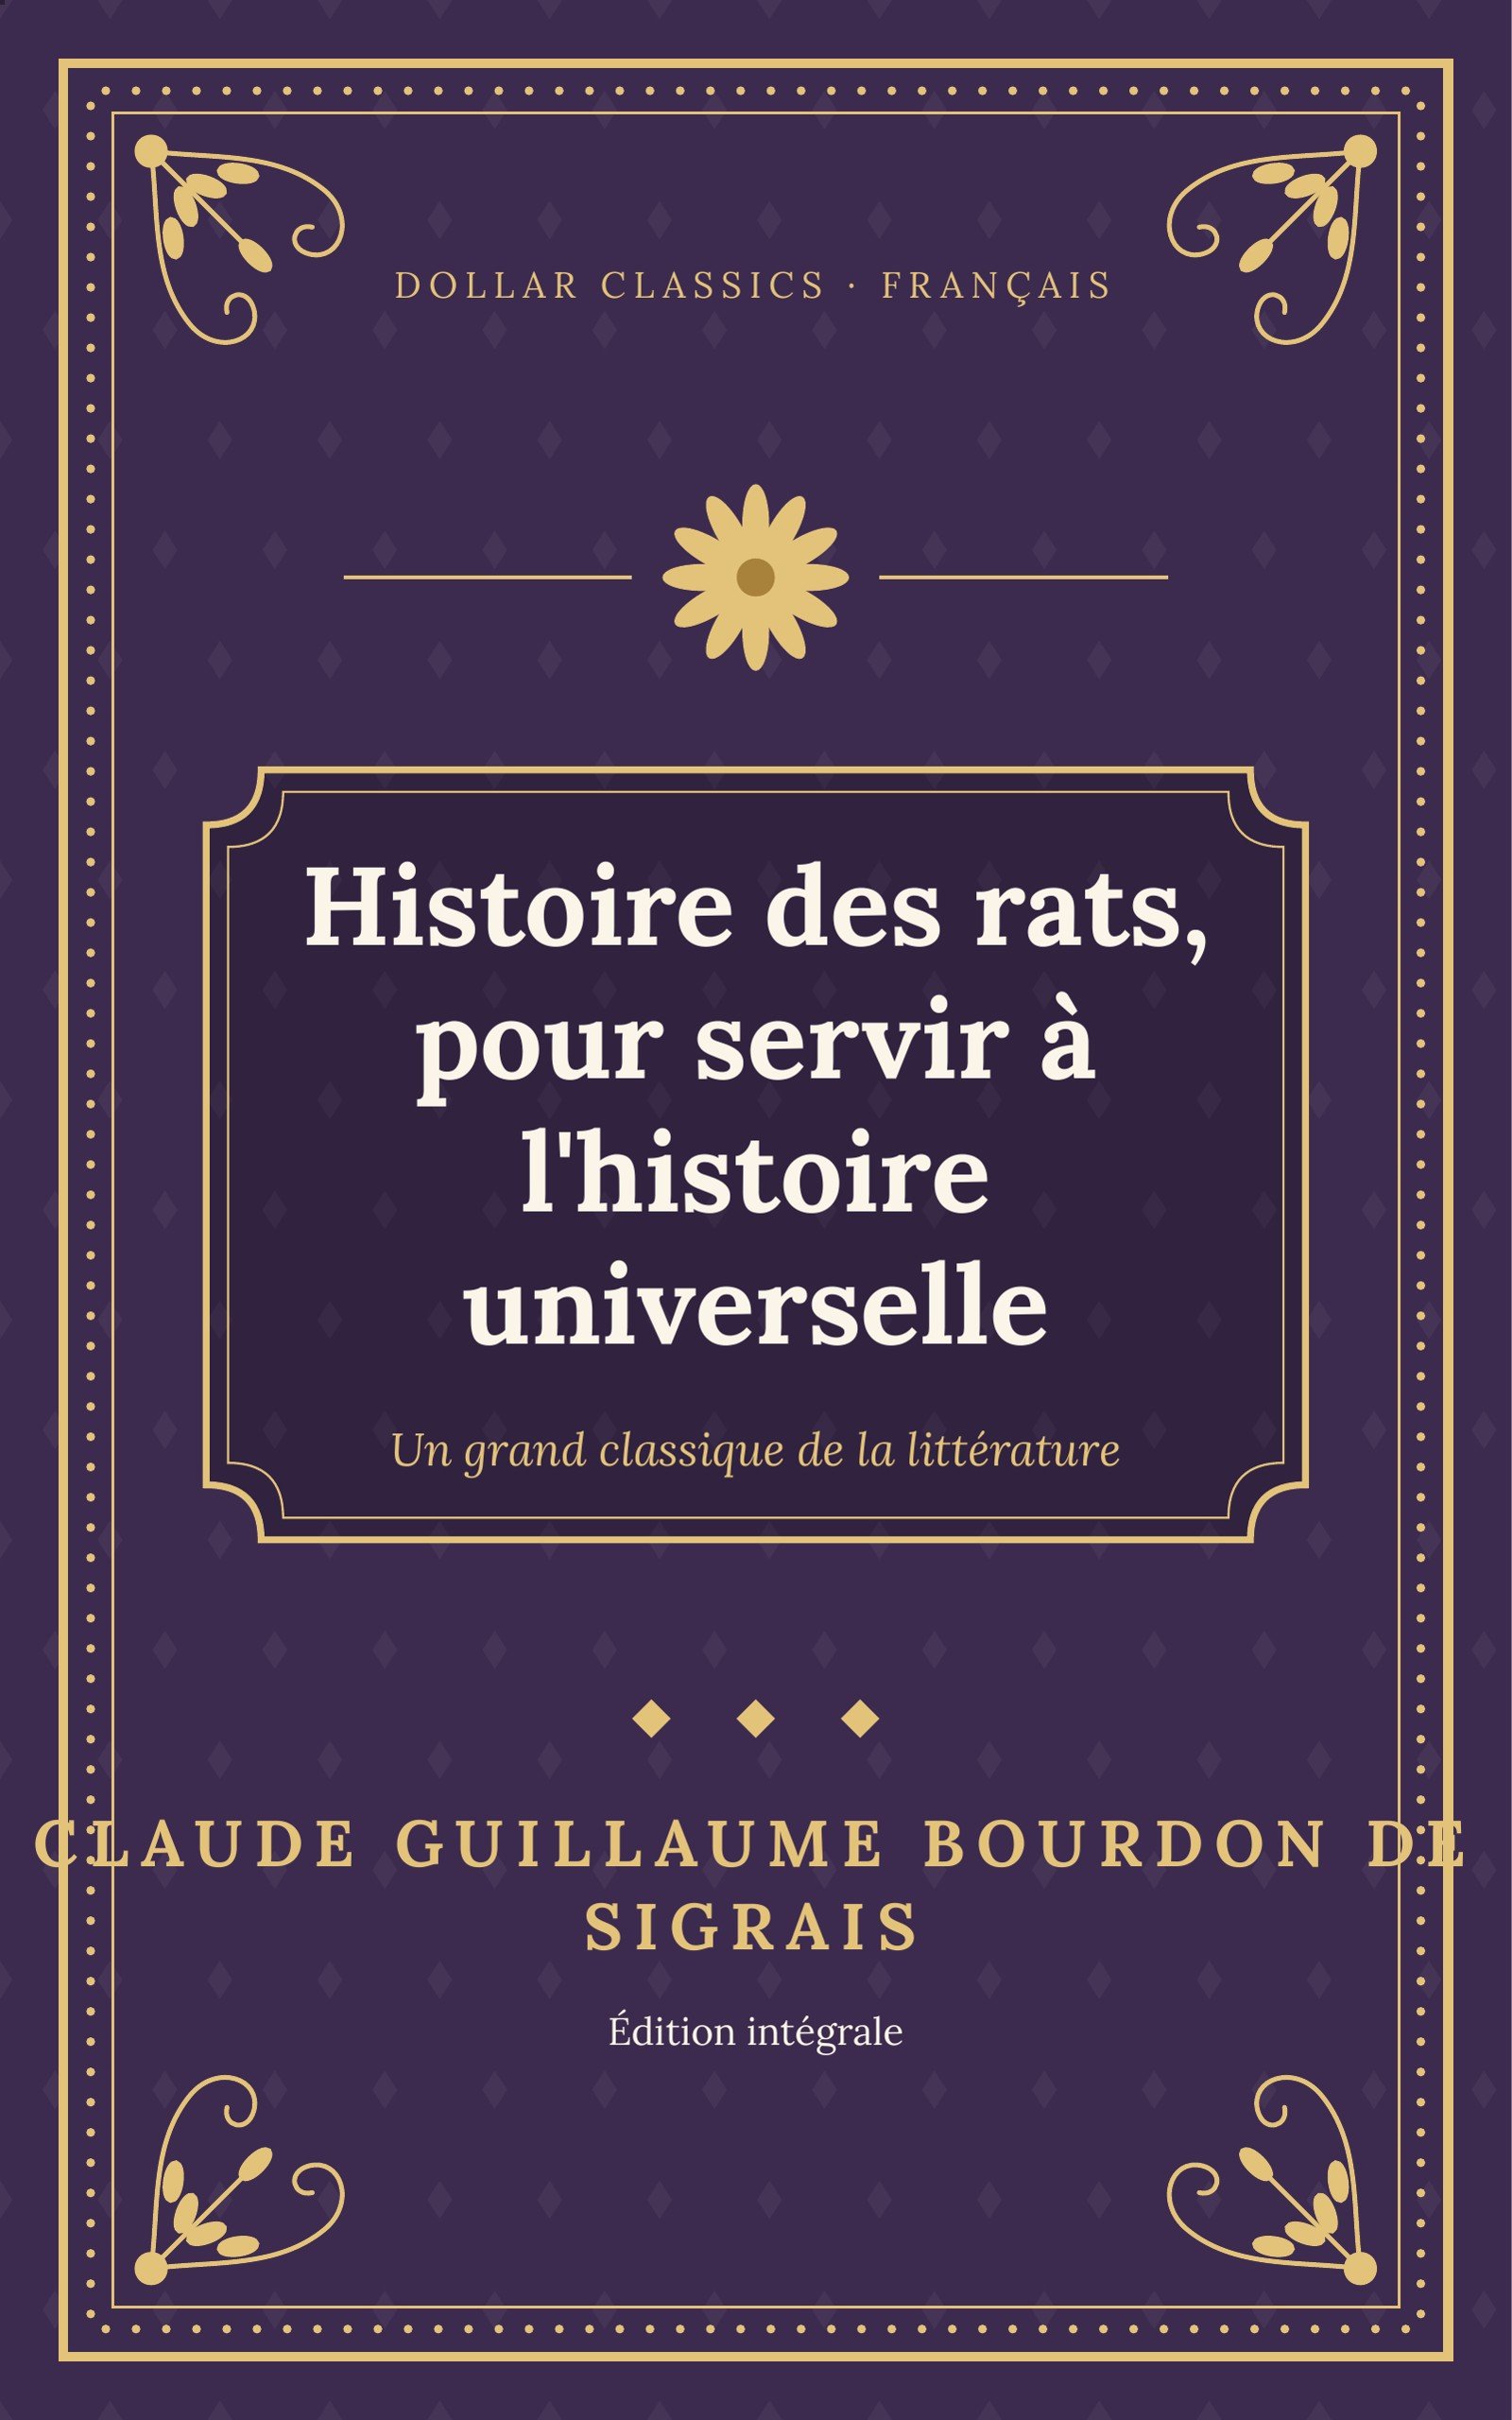 DOLLAR CLASSICS · FRANÇAIS
Histoire des rats,
pour servir à
l'histoire
universelle
Un grand classique de la littérature
CLAUDE GUILLAUME BOURDON DE
SIGRAIS
Édition intégrale